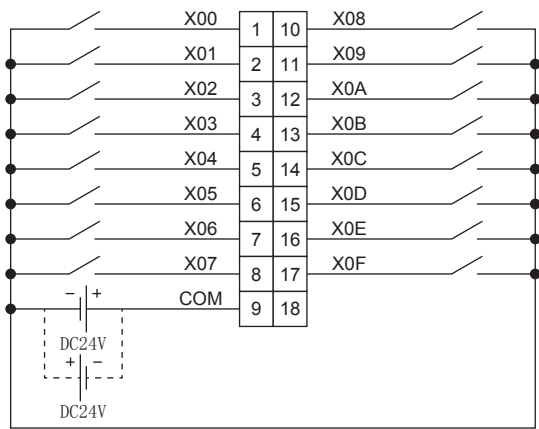 X00 1 10 X08
X01 2 11 X09
X02 3 12 X0A
X03 4 13 X0B
X04 5 14 X0C
X05 6 15 X0D
X06 7 16 X0E
X07 8 17 X0F
− + COM 9 18
DC24V
+ −
DC24V